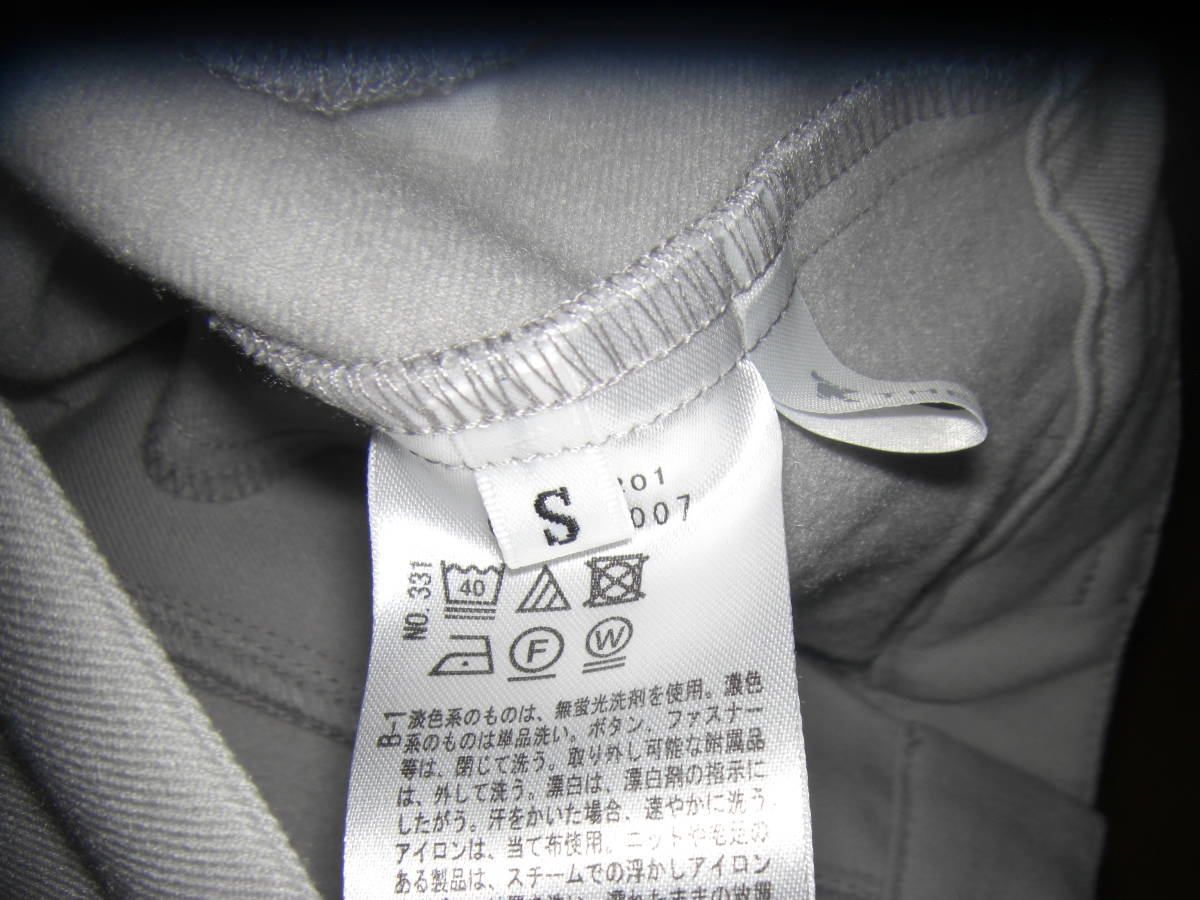 S
201
007
NO.331
40
F
W
B-1
淡色系のものは、無蛍光洗剤を使用。濃色
系のものは単品洗い。ボタン、ファスナー
等は、閉じて洗う。取り外し可能な附属品
は、外して洗う。漂白は、漂白剤の指示に
したがう。汗をかいた場合、速やかに洗う
アイロンは、当て布使用。ニットや毛足の
ある製品は、スチームでの浮かしアイロン